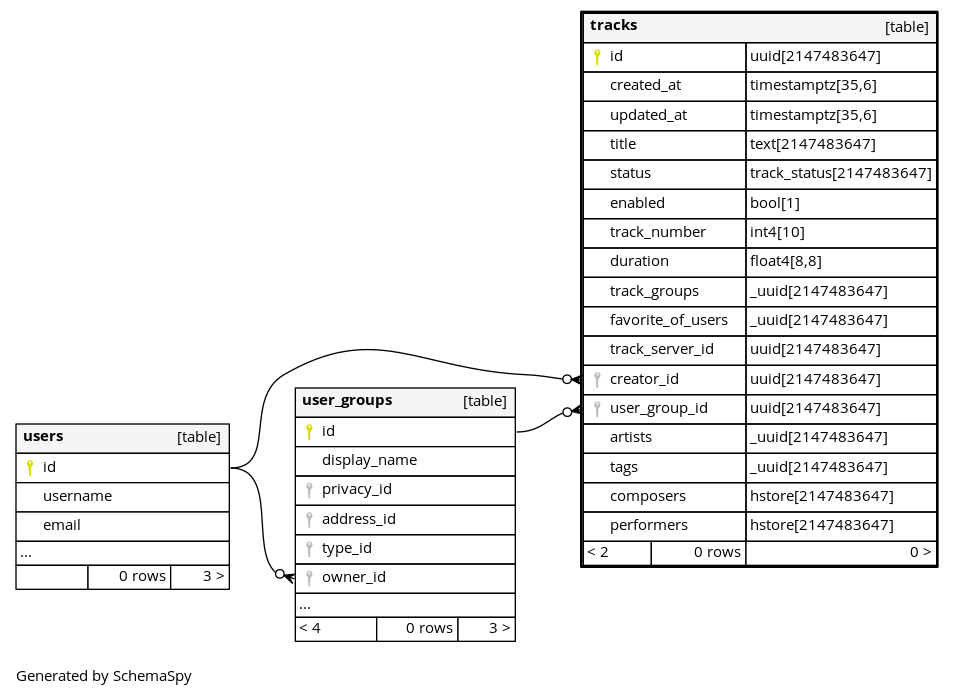 tracks [table]
id uuid[2147483647]
created_at timestamptz[35,6]
updated_at timestamptz[35,6]
title text[2147483647]
status track_status[2147483647]
enabled bool[1]
track_number int4[10]
duration float4[8,8]
track_groups _uuid[2147483647]
favorite_of_users _uuid[2147483647]
track_server_id uuid[2147483647]
creator_id uuid[2147483647]
user_group_id uuid[2147483647]
artists _uuid[2147483647]
tags _uuid[2147483647]
composers hstore[2147483647]
performers hstore[2147483647]
< 2 0 rows 0 >
user_groups [table]
id
display_name
privacy_id
address_id
type_id
owner_id
...
< 4 0 rows 3 >
users [table]
id
username
email
...
0 rows 3 >
Generated by SchemaSpy